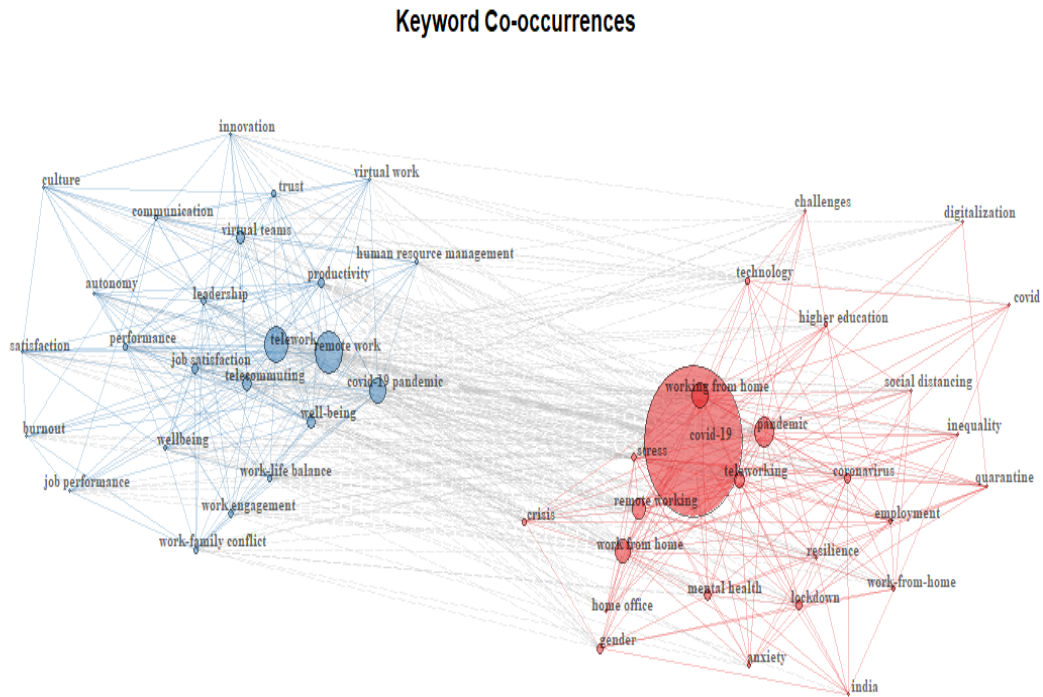 Keyword Co-occurrences
innovation
culture
trust
virtual work
communication
virtual teams
human resource management
productivity
autonomy
leadership
performance
telework
remote work
satisfaction
job satisfaction
telecommuting
covid-19 pandemic
well-being
burnout
wellbeing
work-life balance
job performance
work engagement
work-family conflict
challenges
digitalization
technology
covid
higher education
working from home
social distancing
covid-19
pandemic
inequality
stress
teleworking
coronavirus
quarantine
remote working
crisis
employment
work from home
resilience
mental health
work-from-home
home office
lockdown
gender
anxiety
india